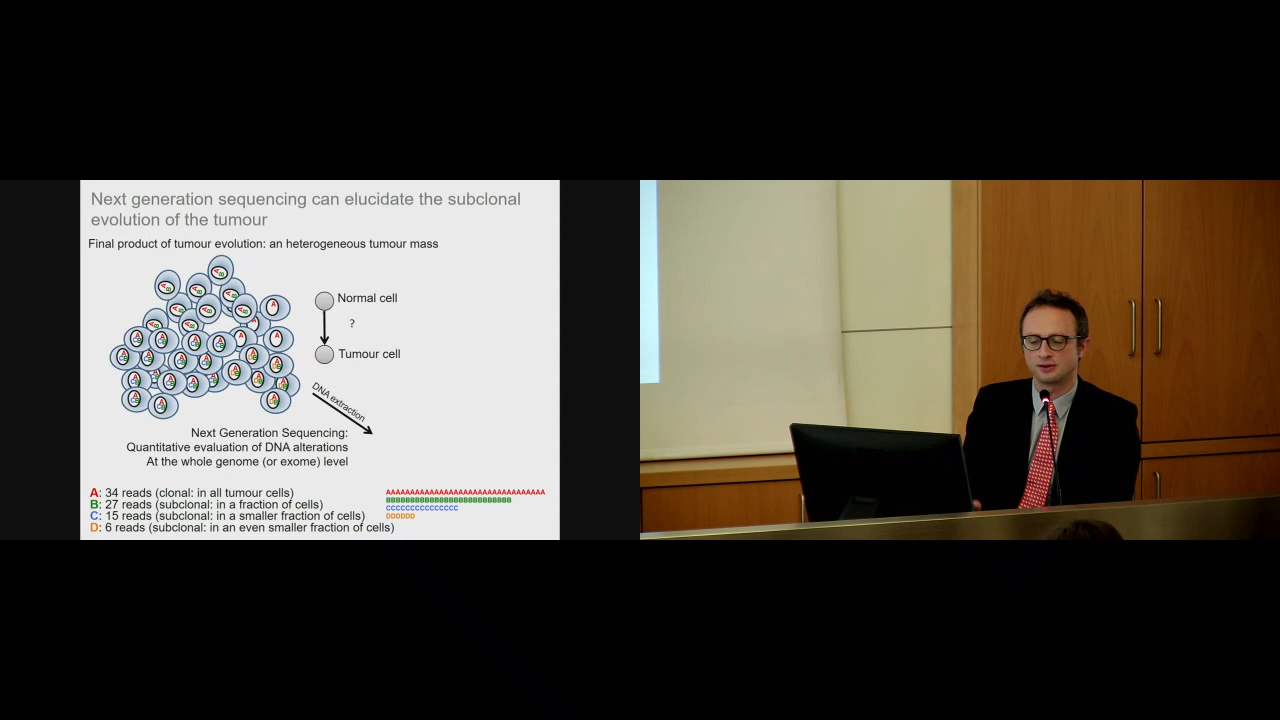 Next generation sequencing can elucidate the subclonal
evolution of the tumour
Final product of tumour evolution: an heterogeneous tumour mass
Normal cell
?
Tumour cell
DNA extraction
Next Generation Sequencing:
Quantitative evaluation of DNA alterations
At the whole genome (or exome) level
A: 34 reads (clonal: in all tumour cells)
B: 27 reads (subclonal: in a fraction of cells)
C: 15 reads (subclonal: in a smaller fraction of cells)
D: 6 reads (subclonal: in an even smaller fraction of cells)
AAAAAAAAAAAAAAAAAAAAAAAAAAAAAAAAAA
BBBBBBBBBBBBBBBBBBBBBBBBBBB
CCCCCCCCCCCCCCC
DDDDDD